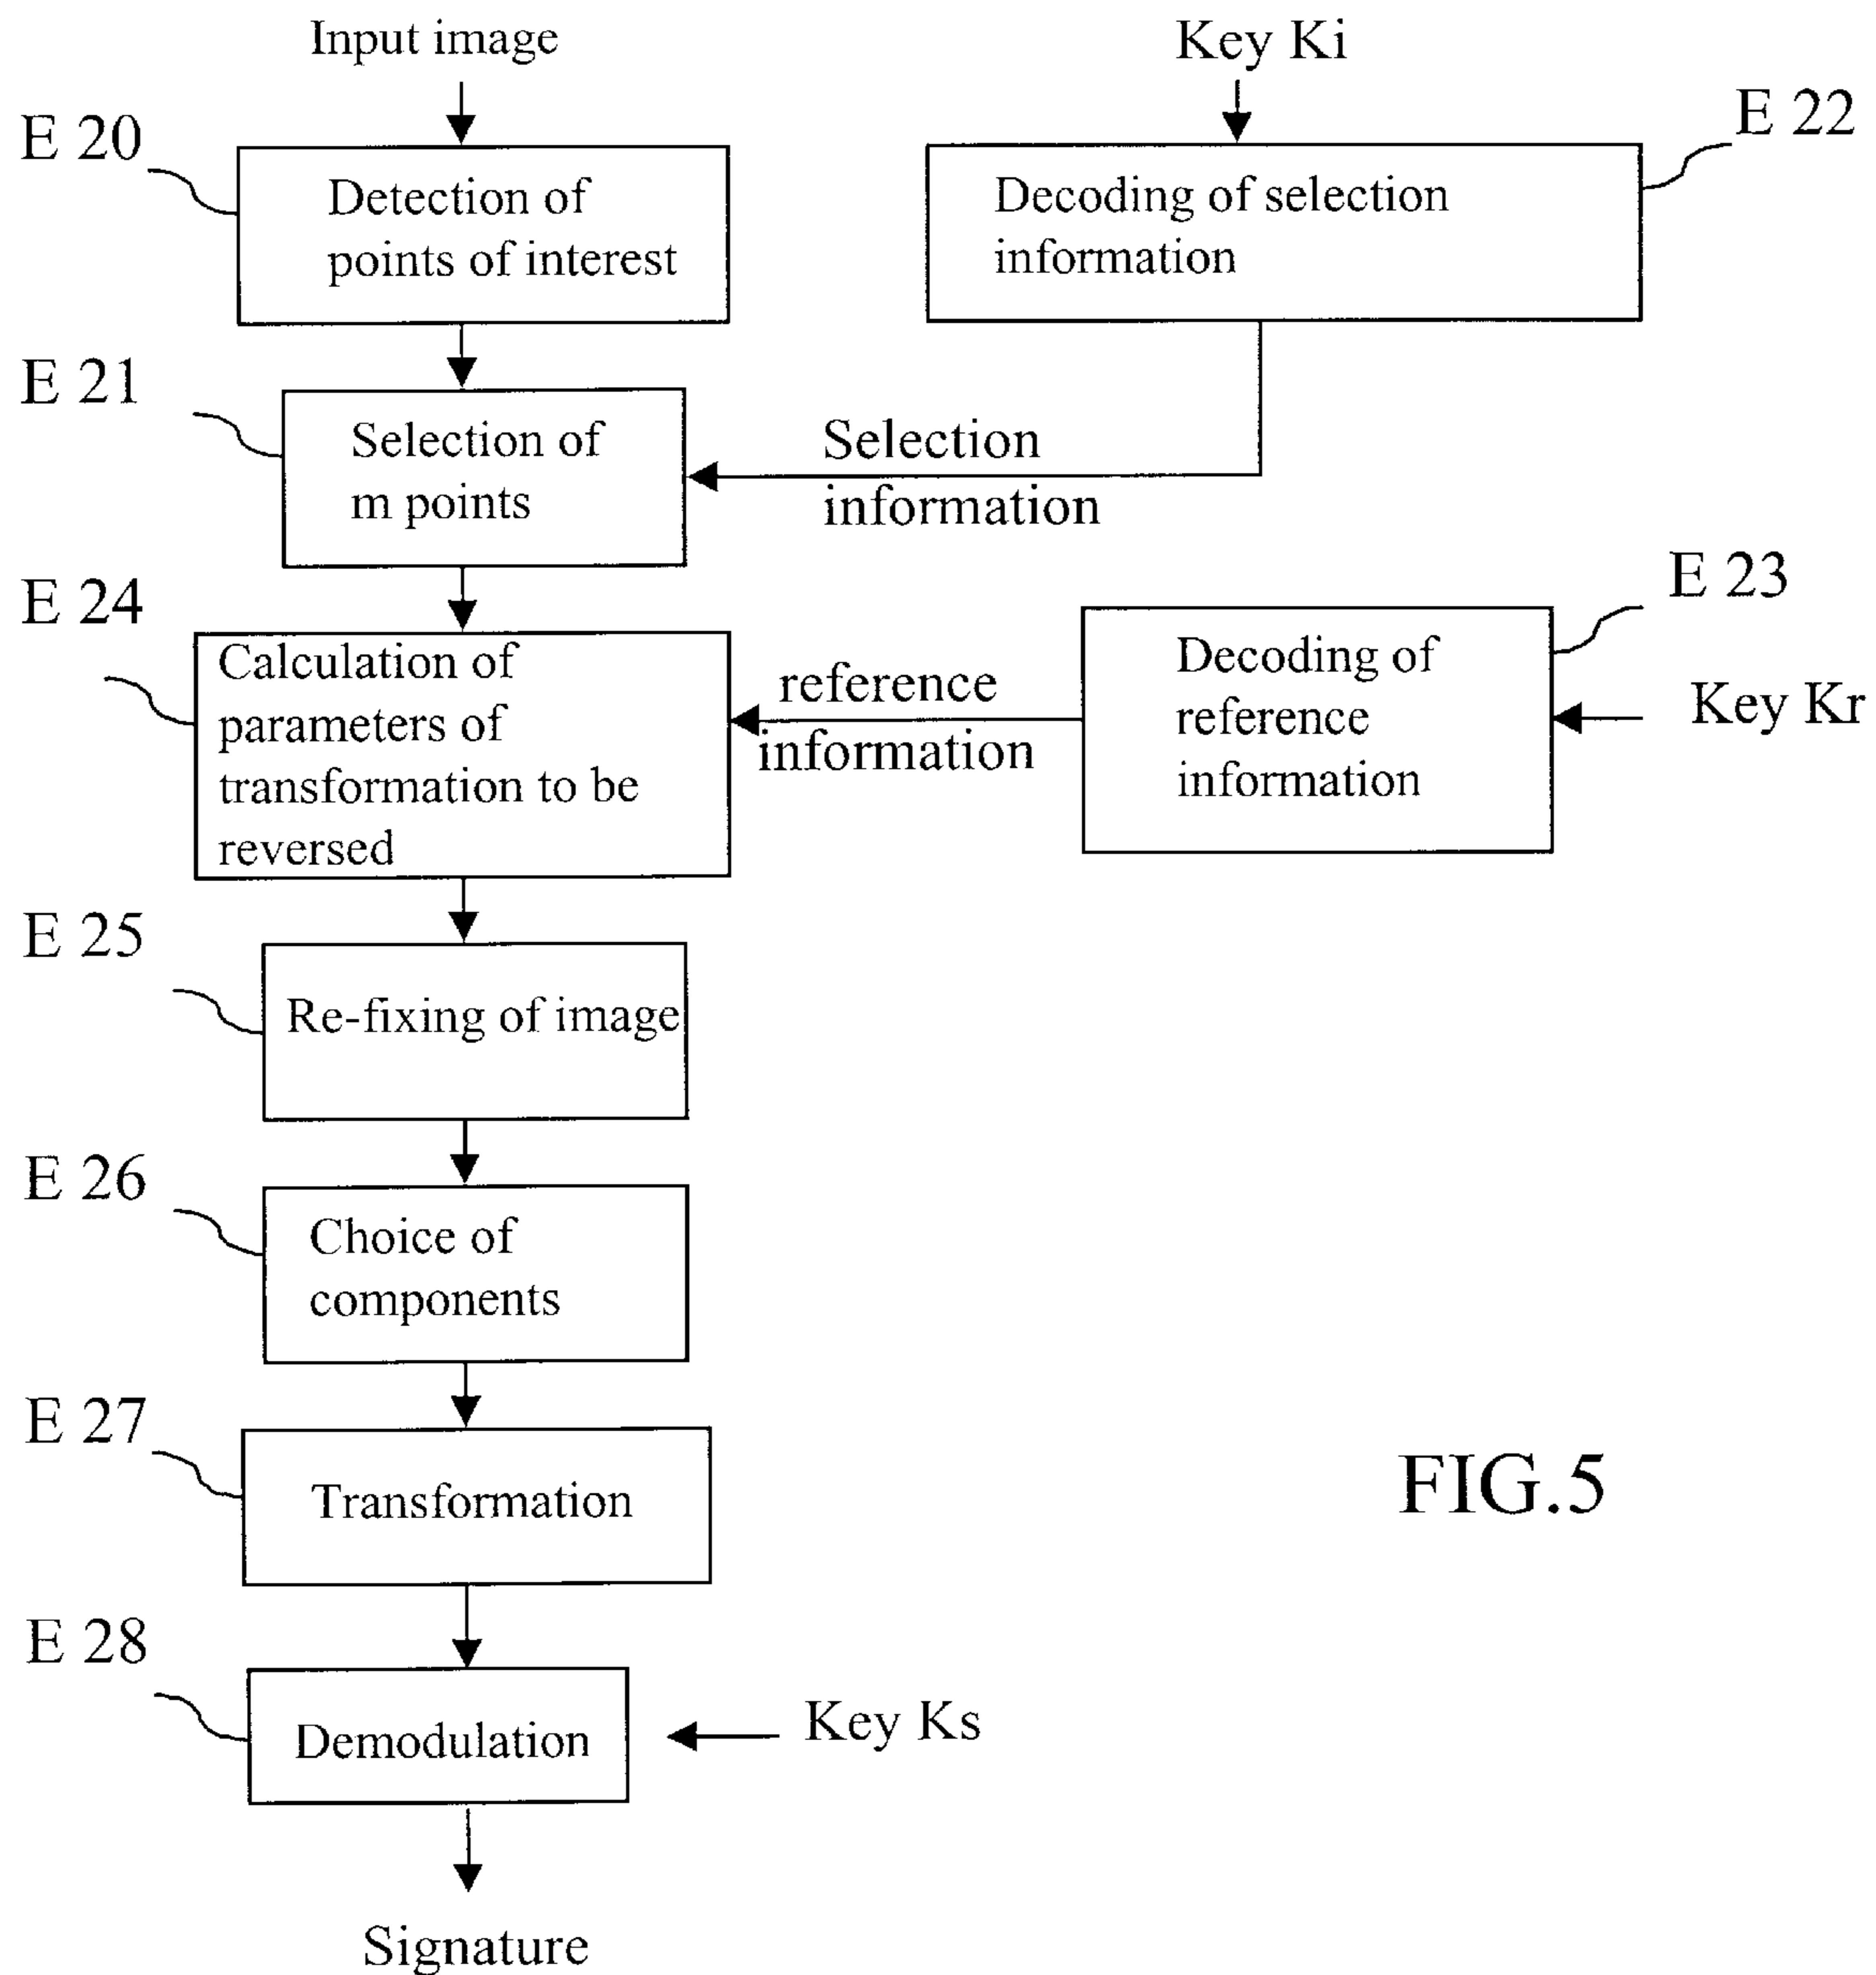 Input image
Key Ki
E 20
E 22
Detection of
points of interest
Decoding of selection
information
E 21
Selection of
m points
Selection
information
E 24
E 23
Calculation of
parameters of
transformation to be
reversed
reference
information
Decoding of
reference
information
Key Kr
E 25
Re-fixing of image
E 26
Choice of
components
E 27
Transformation
FIG.5
E 28
Demodulation
Key Ks
Signature